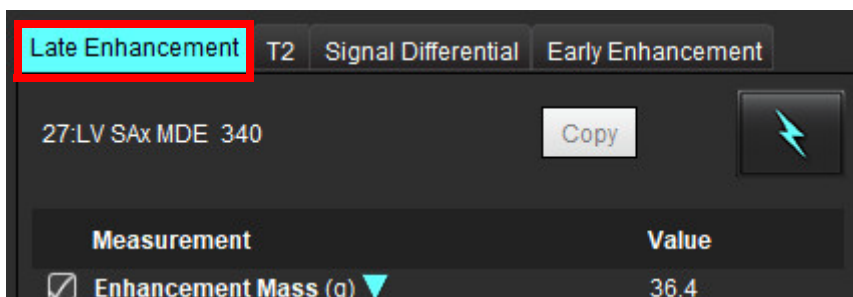 Late Enhancement T2 Signal Differential Early Enhancement
27:LV SAx MDE 340 Copy
Measurement Value
Enhancement Mass (g) 36.4